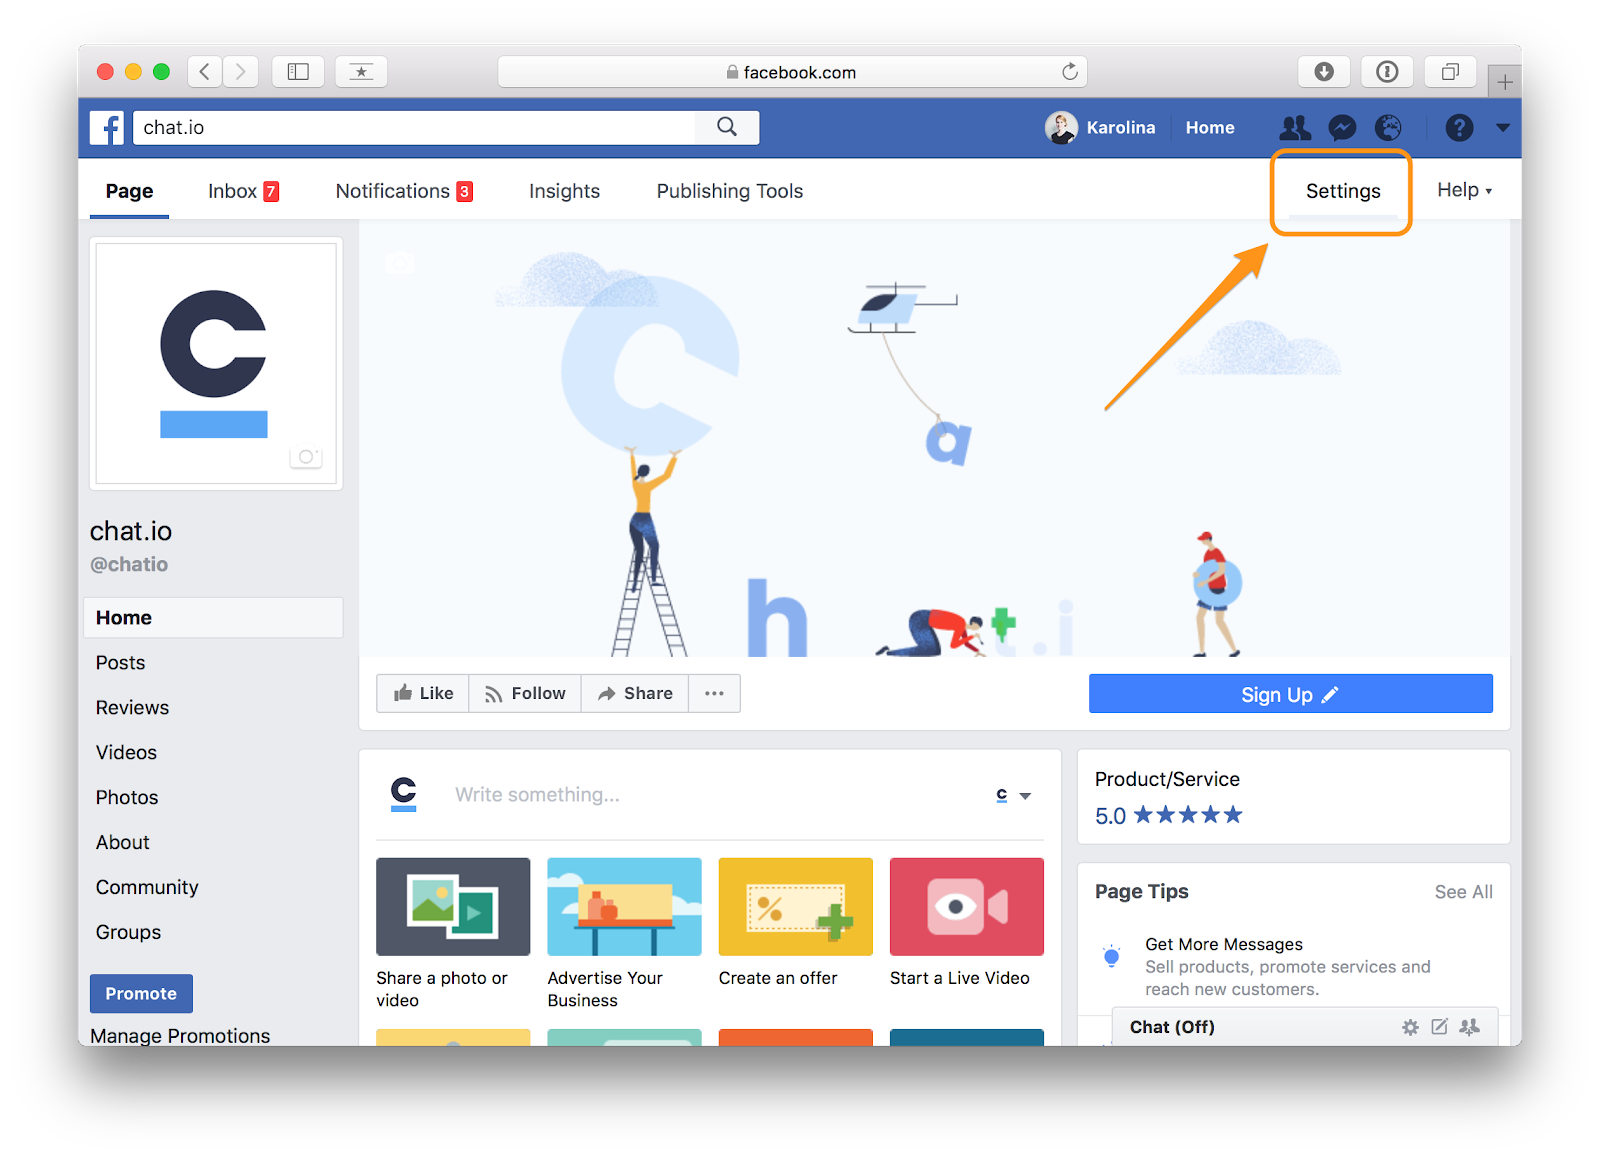 facebook.com
chat.io
Karolina
Home
Page
Inbox 7
Notifications 3
Insights
Publishing Tools
Settings
Help
C
C
a
h
t.i
o
chat.io
@chatio
Home
Posts
Reviews
Videos
Photos
About
Community
Groups
Promote
Manage Promotions
Like
Follow
Share
Sign Up
C
Write something...
C
Share a photo or
video
Advertise Your
Business
Create an offer
Start a Live Video
Product/Service
5.0
Page Tips
See All
Get More Messages
Sell products, promote services and
reach new customers.
Chat (Off)